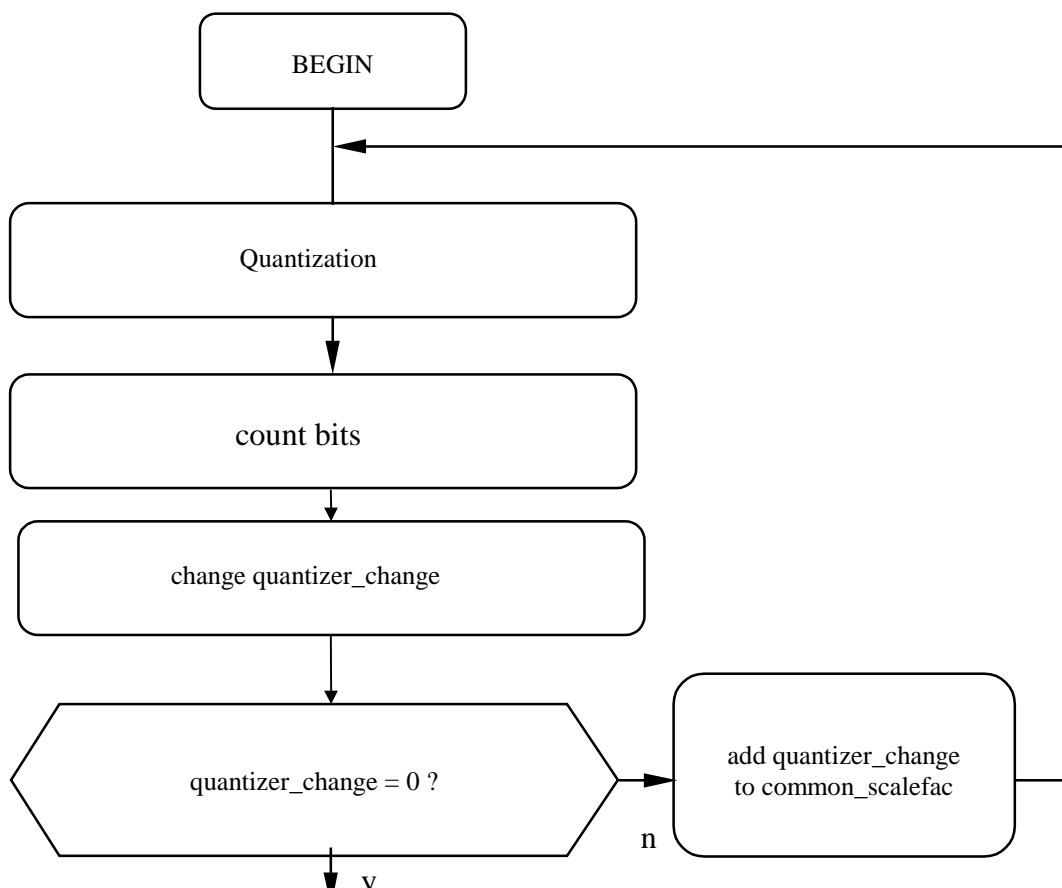 BEGIN
Quantization
count bits
change quantizer_change
quantizer_change = 0 ?
add quantizer_change
to common_scalefac
n
y